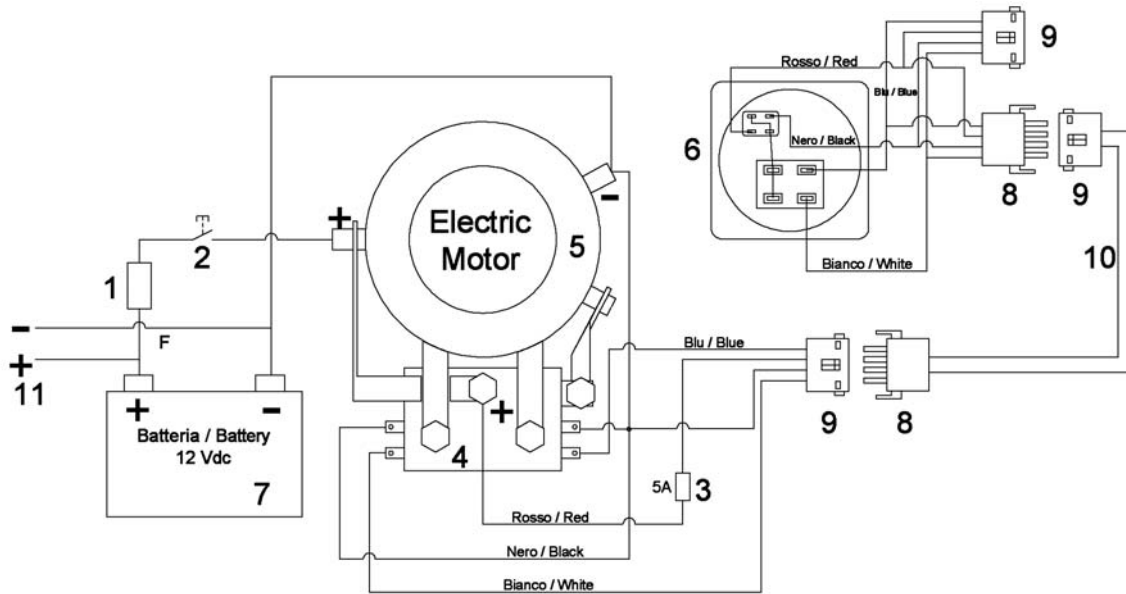 9
Rosso / Red
Blu / Blue
6
Nero / Black
8
9
+
Electric
Motor
-
5
2
1
Bianco / White
10
-
F
+
11
Blu / Blue
+
-
Batteria / Battery
12 Vdc
7
+
4
9
8
5A
3
Rosso / Red
Nero / Black
Bianco / White